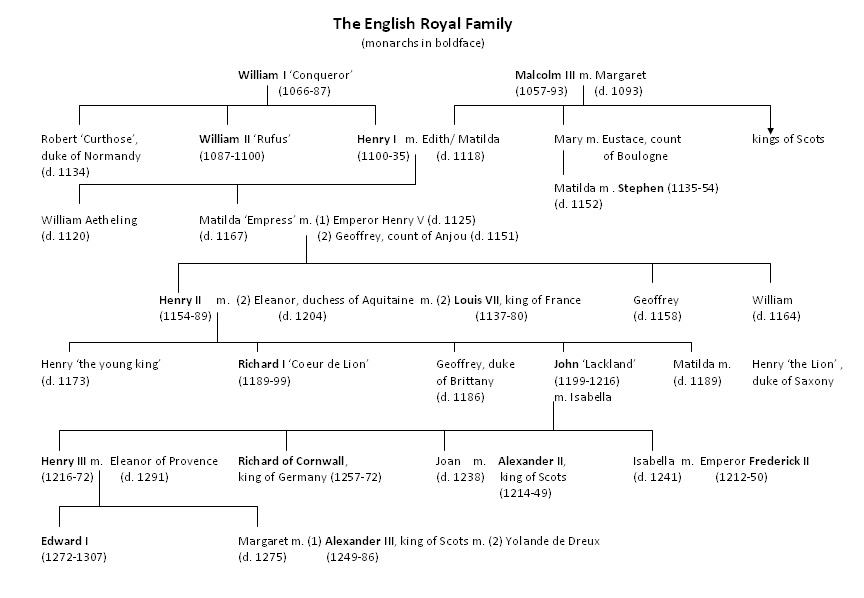 The English Royal Family
(monarchs in boldface)
William I ‘Conqueror’ Malcolm III m. Margaret
(1066-87) (1057-93) (d. 1093)
Robert ‘Curthose’, William II ‘Rufus’ Henry I m. Edith/ Matilda Mary m. Eustace, count kings of Scots
duke of Normandy (1087-1100) (1100-35) (d. 1118) of Boulogne
(d. 1134)
Matilda m . Stephen (1135-54)
(d. 1152)
William Aetheling Matilda ‘Empress’ m. (1) Emperor Henry V (d. 1125)
(d. 1120) (d. 1167) (2) Geoffrey, count of Anjou (d. 1151)
Henry II m. (2) Eleanor, duchess of Aquitaine m. (2) Louis VII, king of France Geoffrey William
(1154-89) (d. 1204) (1137-80) (d. 1158) (d. 1164)
Henry ‘the young king’ Richard I ‘Coeur de Lion’ Geoffrey, duke John ‘Lackland’ Matilda m. Henry ‘the Lion’ ,
(d. 1173) (1189-99) of Brittany (1199-1216) (d. 1189) duke of Saxony
(d. 1186) m. Isabella
Henry III m. Eleanor of Provence Richard of Cornwall, Joan m. Alexander II, Isabella m. Emperor Frederick II
(1216-72) (d. 1291) king of Germany (1257-72) (d. 1238) king of Scots (d. 1241) (1212-50)
(1214-49)
Edward I Margaret m. (1) Alexander III, king of Scots m. (2) Yolande de Dreux
(1272-1307) (d. 1275) (1249-86)